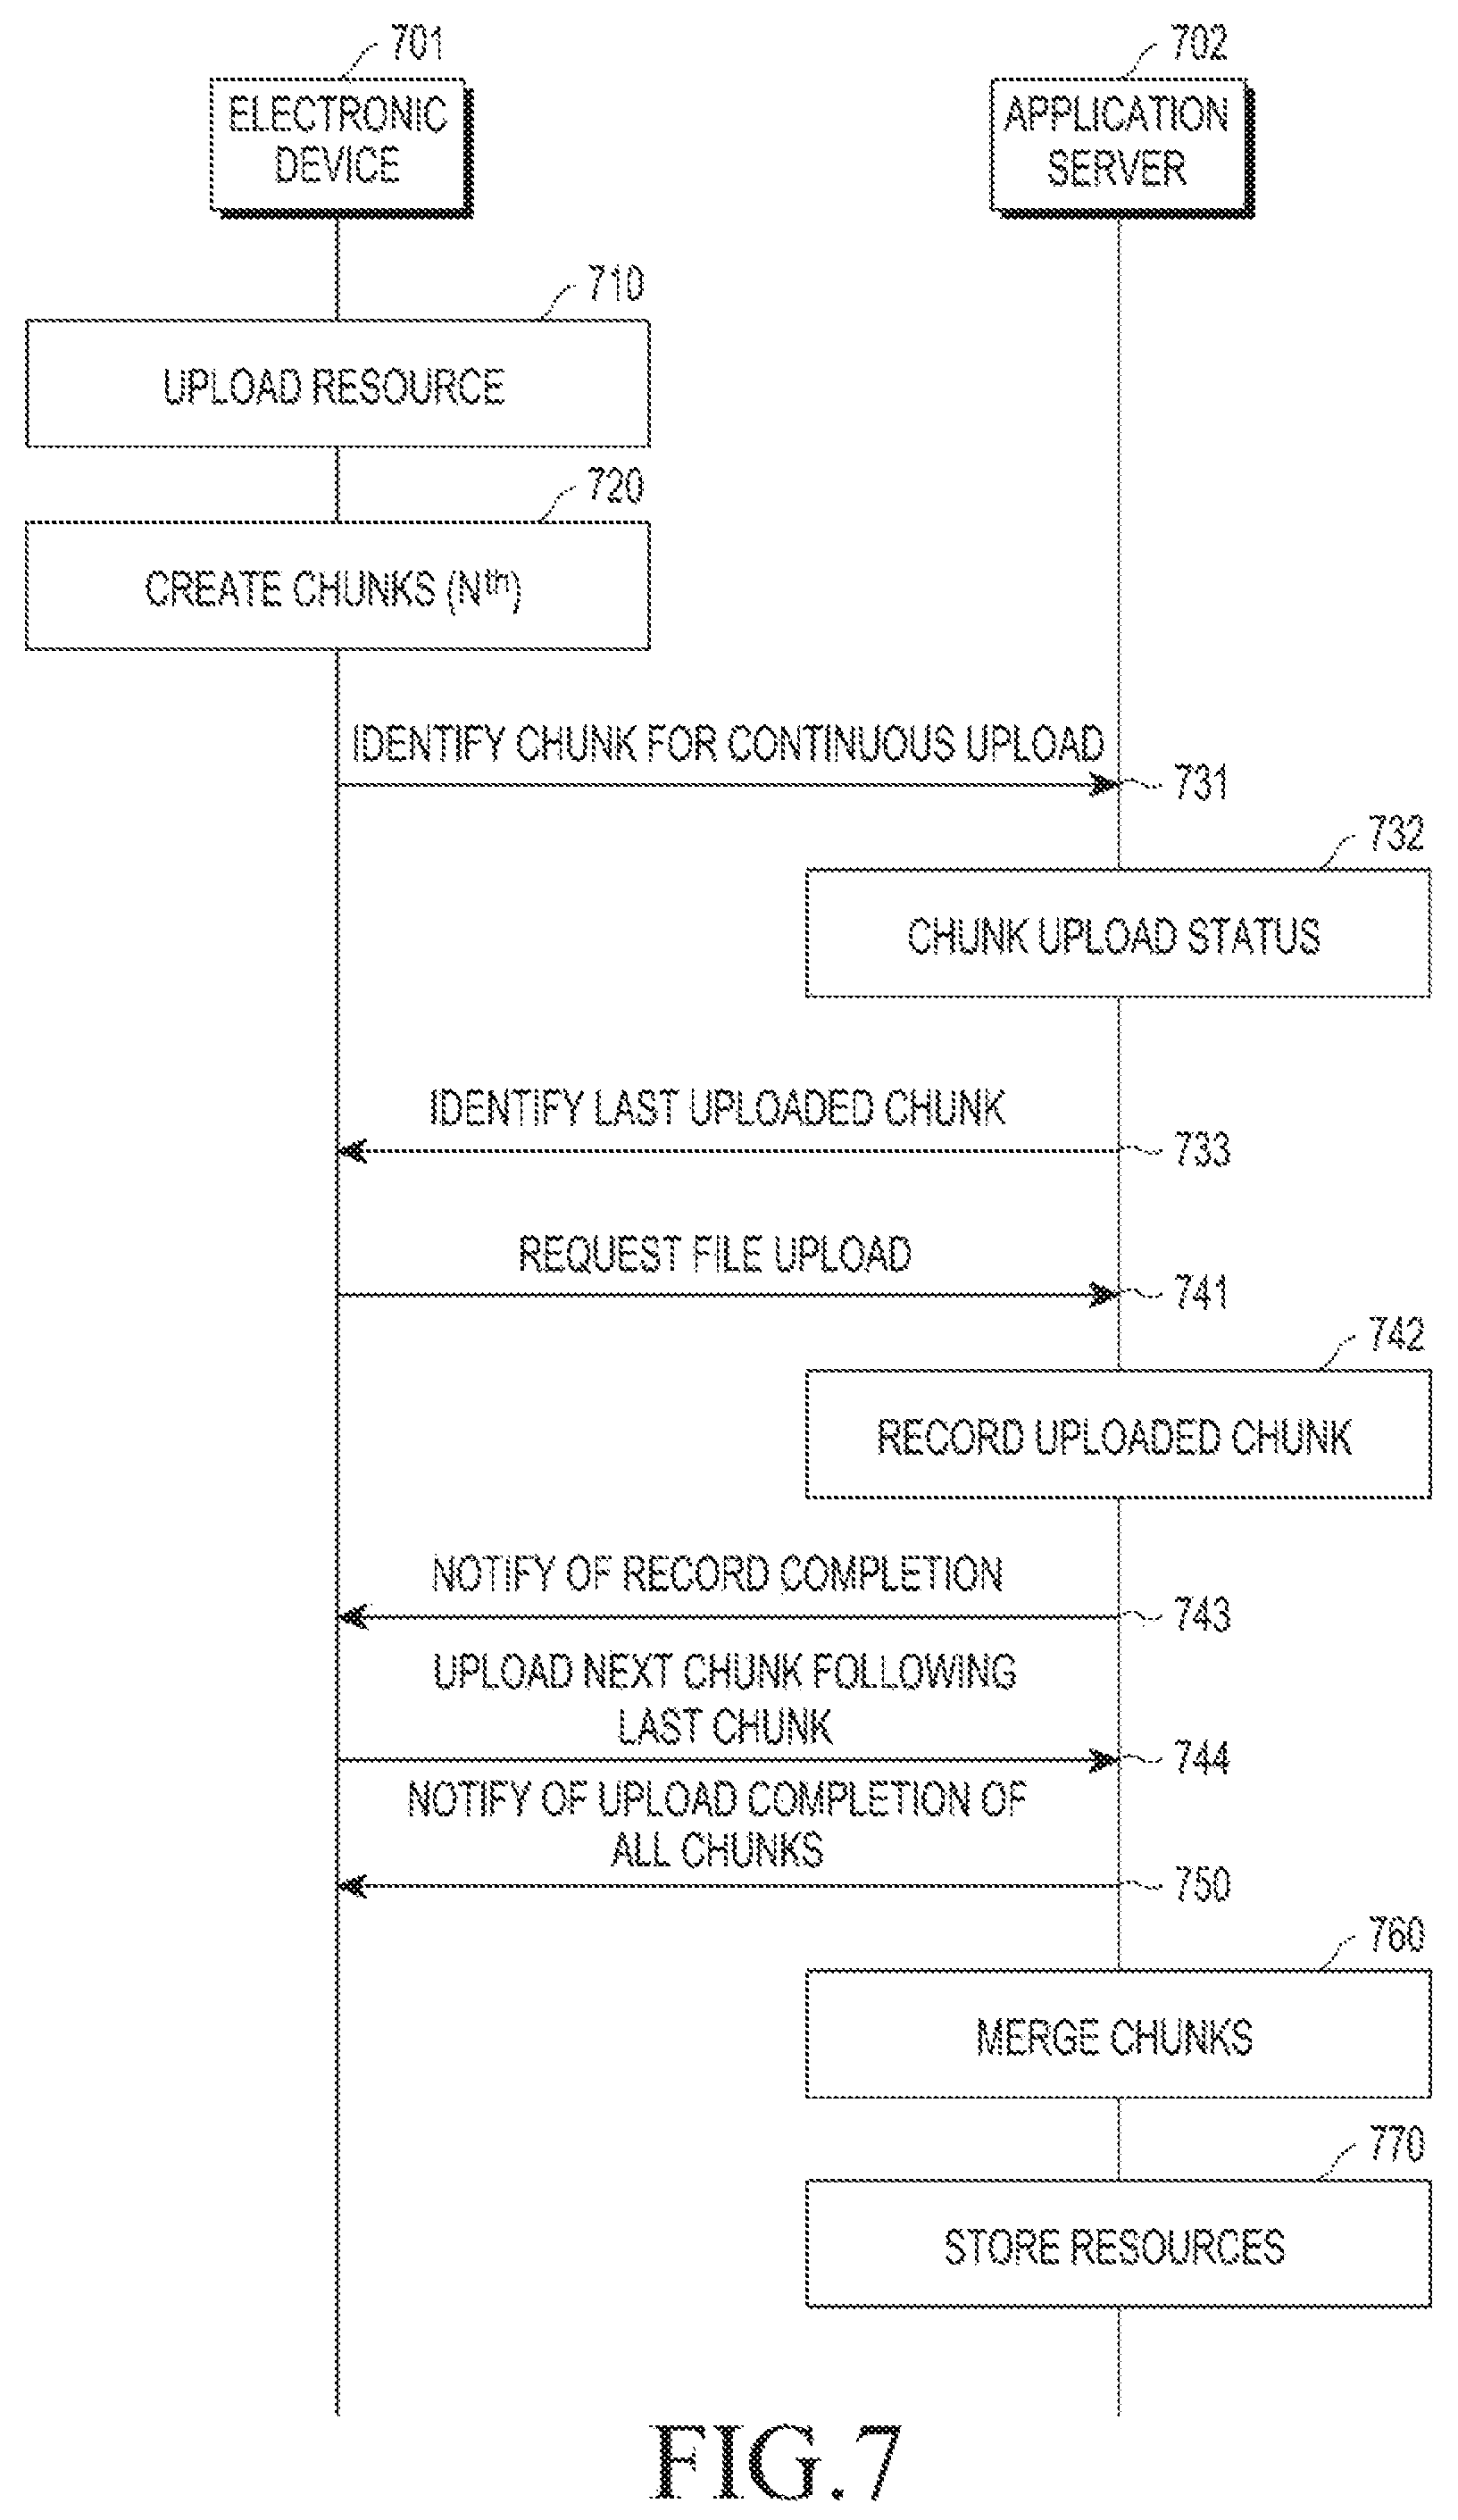 701
702
ELECTRONIC
DEVICE
APPLICATION
SERVER
710
UPLOAD RESOURCE
720
CREATE CHUNKS (Nth)
IDENTIFY CHUNK FOR CONTINUOUS UPLOAD
731
732
CHUNK UPLOAD STATUS
IDENTIFY LAST UPLOADED CHUNK
733
REQUEST FILE UPLOAD
741
742
RECORD UPLOADED CHUNK
NOTIFY OF RECORD COMPLETION
743
UPLOAD NEXT CHUNK FOLLOWING
LAST CHUNK
744
NOTIFY OF UPLOAD COMPLETION OF
ALL CHUNKS
750
760
MERGE CHUNKS
770
STORE RESOURCES
FIG.7